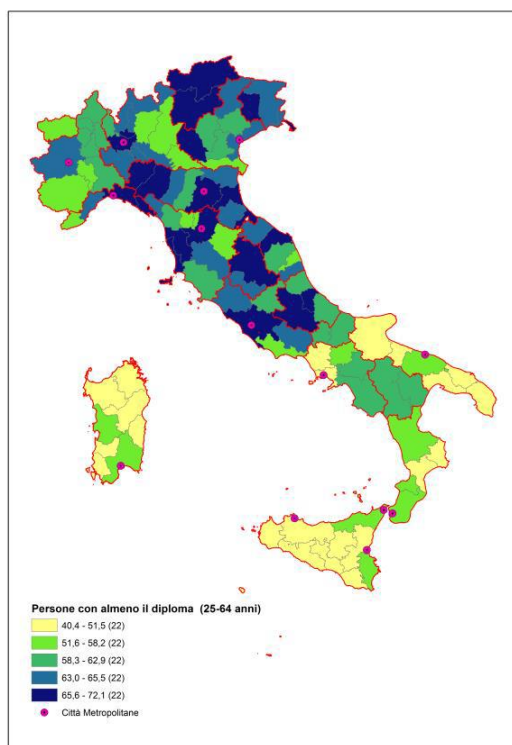 Persone con almeno il diploma (25-64 anni)
40,4 - 51,5 (22)
51,6 - 58,2 (22)
58,3 - 62,9 (22)
63,0 - 65,5 (22)
65,6 - 72,1 (22)
Città Metropolitane